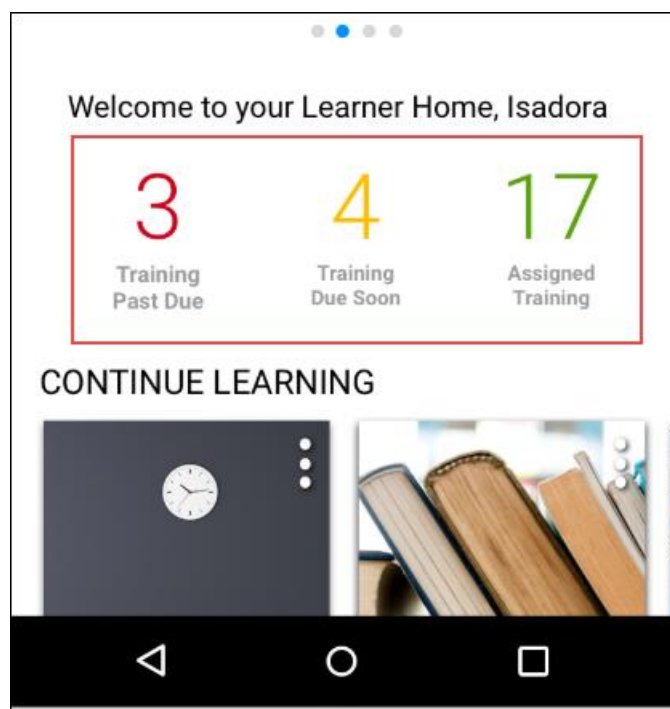 Welcome to your Learner Home, Isadora
3
4
17
Training
Past Due
Training
Due Soon
Assigned
Training
CONTINUE LEARNING